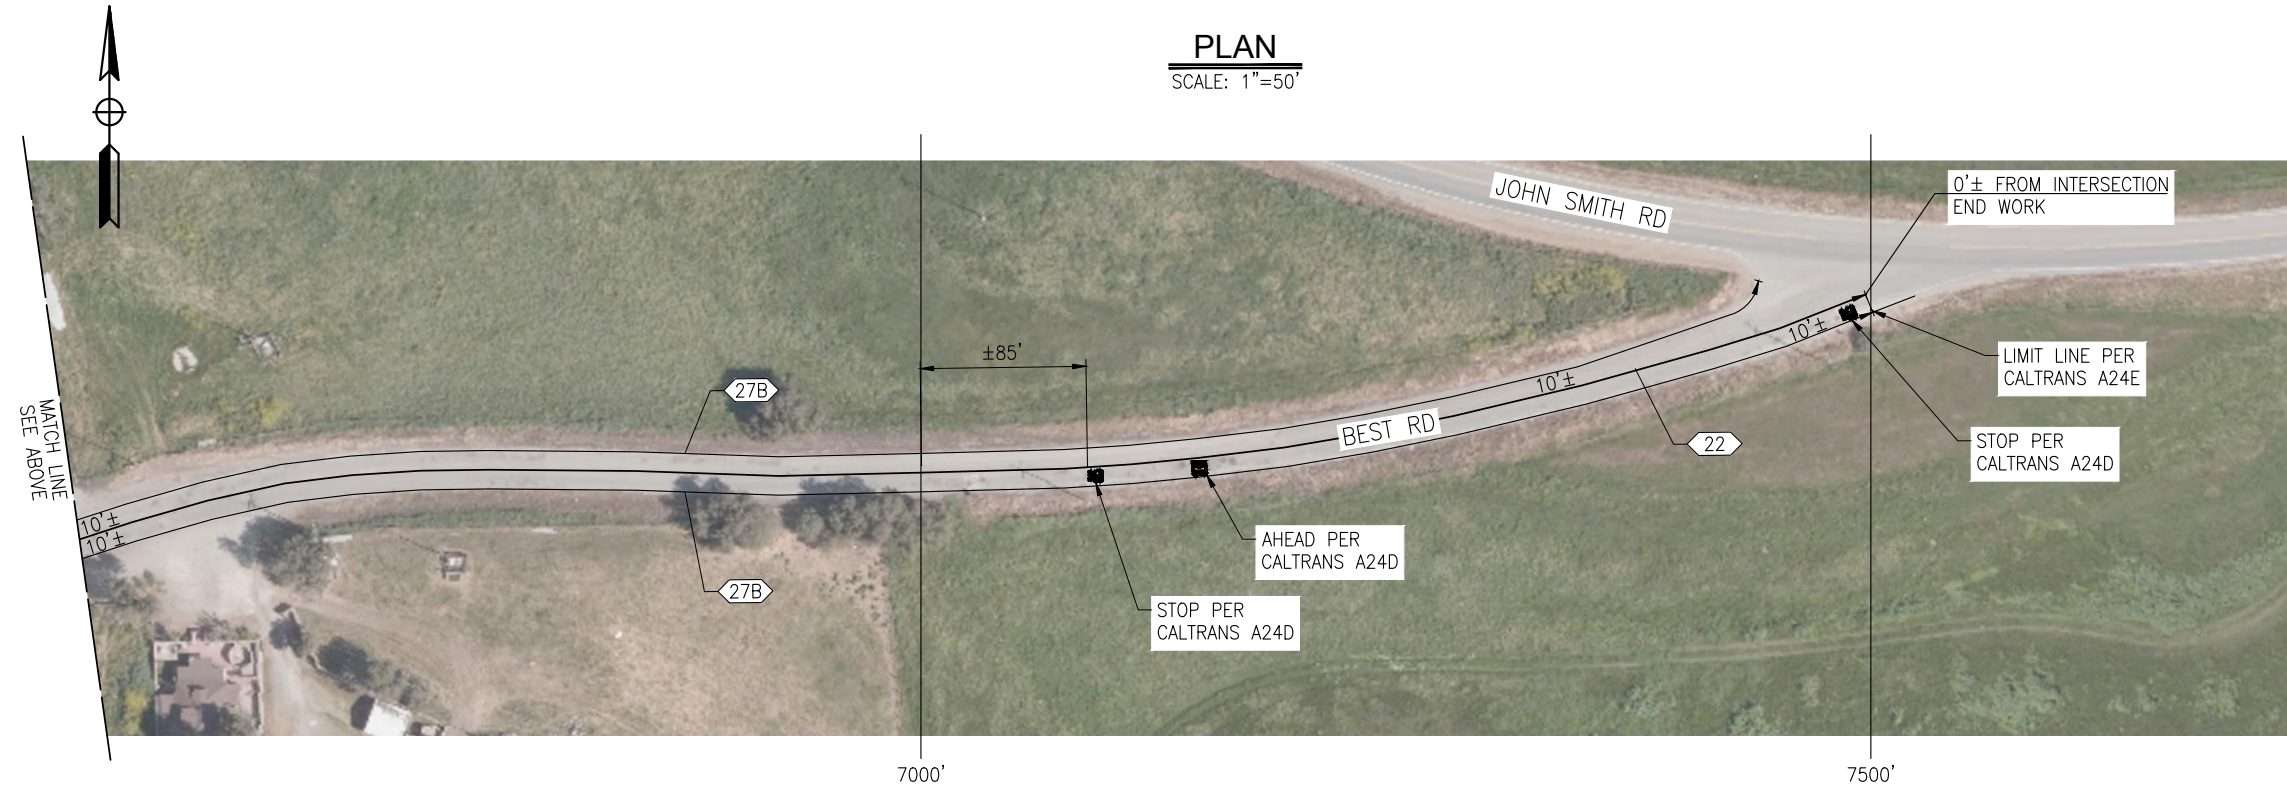 PLAN
SCALE: 1"=50'
JOHN SMITH RD
0'± FROM INTERSECTION
END WORK
±85'
10'±
LIMIT LINE PER
CALTRANS A24E
27B
10'±
MATCH LINE
SEE ABOVE
BEST RD
22
STOP PER
CALTRANS A24D
10'±
10'±
AHEAD PER
CALTRANS A24D
27B
STOP PER
CALTRANS A24D
7000'
7500'